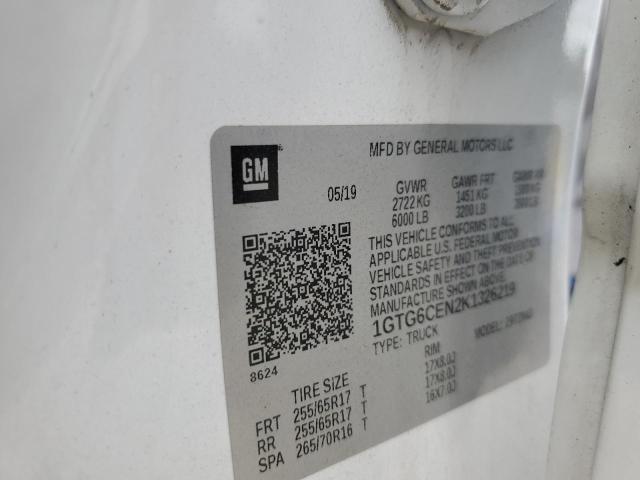 MFD BY GENERAL MOTORS LLC
GM
05/19
GVWR GAWR FRT GAWR
2722 KG 1451 KG
6000 LB 3200 LB
THIS VEHICLE CONFORMS TO ALL
APPLICABLE U.S. FEDERAL MOTOR
VEHICLE SAFETY AND THEFT PREVENTION
STANDARDS IN EFFECT ON THE DATE OF
MANUFACTURE SHOWN ABOVE.
1GTG6CEN2K1326219
TYPE: TRUCK MODEL:
8624
TIRE SIZE RIM
FRT 255/65R17 T 17X8.0J
RR 255/65R17 T 17X8.0J
SPA 265/70R16 T 16X7.0J